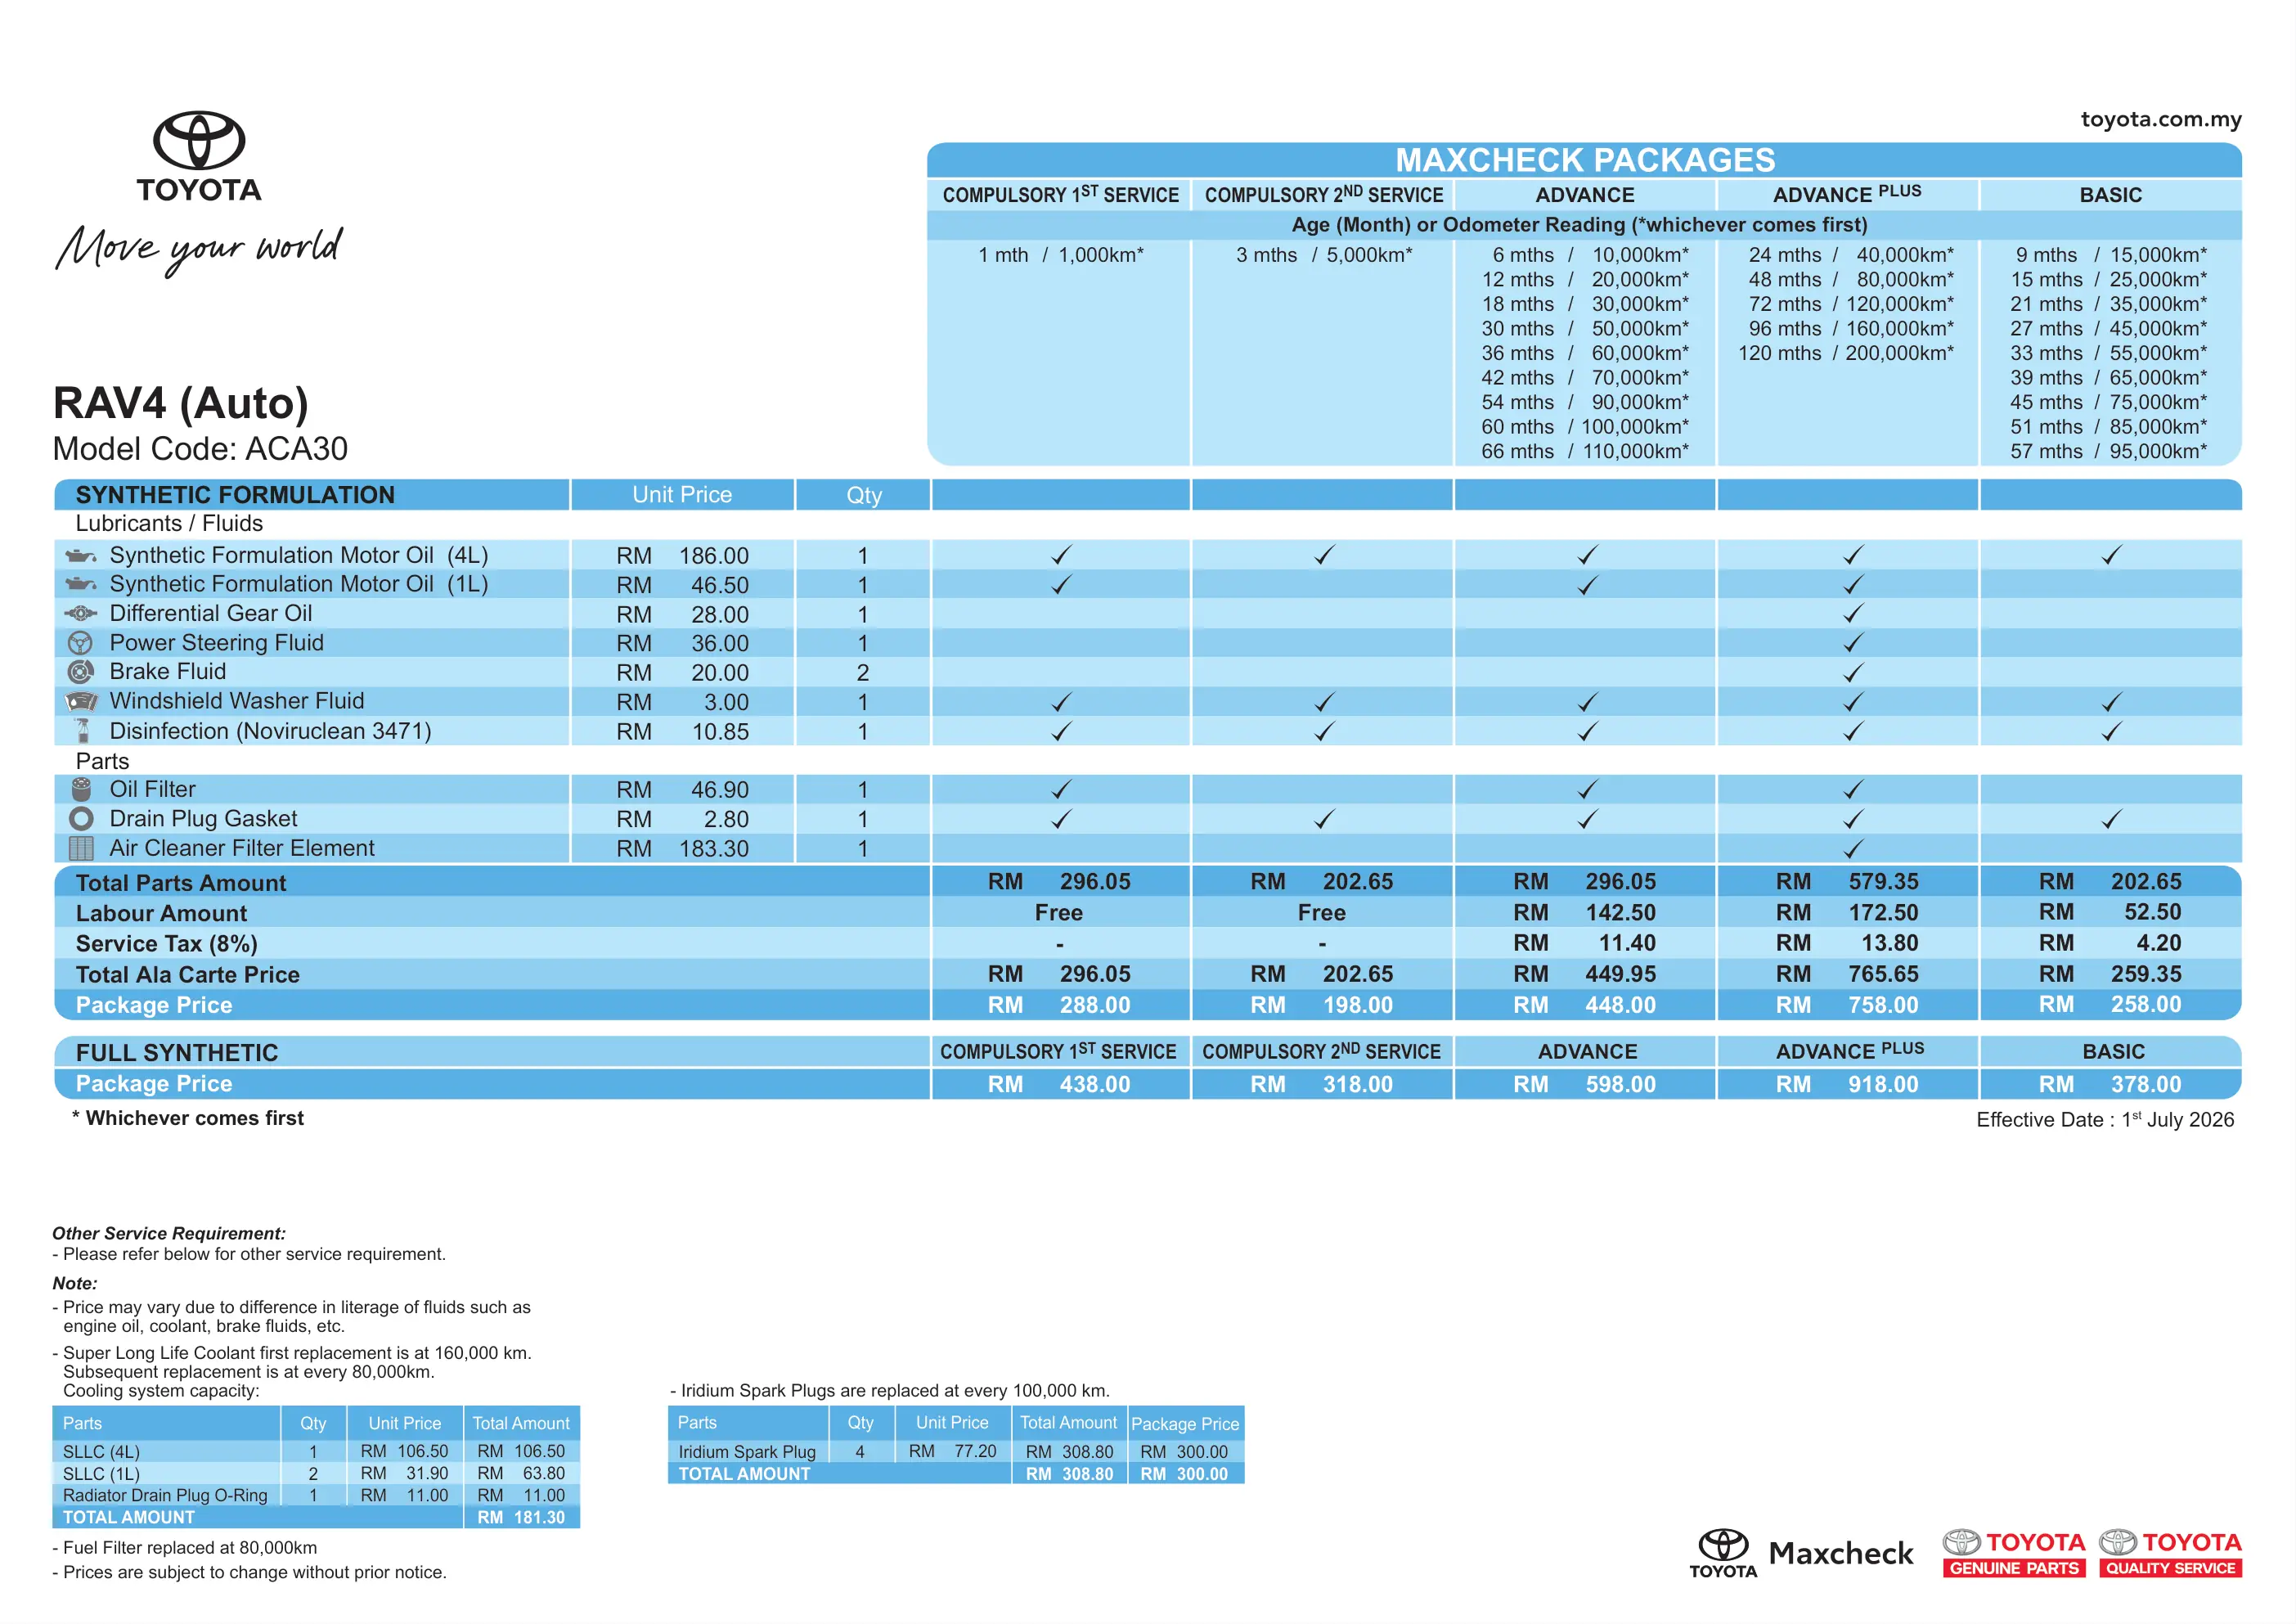 toyota.com.my
TOYOTA
Move your world
MAXCHECK PACKAGES
COMPULSORY 1ST SERVICE COMPULSORY 2ND SERVICE ADVANCE ADVANCE PLUS BASIC
Age (Month) or Odometer Reading (*whichever comes first)
1 mth / 1,000km* 3 mths / 5,000km* 6 mths / 10,000km* 24 mths / 40,000km* 9 mths / 15,000km*
12 mths / 20,000km* 48 mths / 80,000km* 15 mths / 25,000km*
18 mths / 30,000km* 72 mths / 120,000km* 21 mths / 35,000km*
30 mths / 50,000km* 96 mths / 160,000km* 27 mths / 45,000km*
36 mths / 60,000km* 120 mths / 200,000km* 33 mths / 55,000km*
42 mths / 70,000km* 39 mths / 65,000km*
54 mths / 90,000km* 45 mths / 75,000km*
60 mths / 100,000km* 51 mths / 85,000km*
66 mths / 110,000km* 57 mths / 95,000km*
RAV4 (Auto)
Model Code: ACA30
SYNTHETIC FORMULATION Unit Price Qty
Lubricants / Fluids
Synthetic Formulation Motor Oil (4L) RM 186.00 1 ✓ ✓ ✓ ✓ ✓
Synthetic Formulation Motor Oil (1L) RM 46.50 1 ✓ ✓ ✓
Differential Gear Oil RM 28.00 1 ✓
Power Steering Fluid RM 36.00 1 ✓
Brake Fluid RM 20.00 2 ✓
Windshield Washer Fluid RM 3.00 1 ✓ ✓ ✓ ✓ ✓
Disinfection (Noviruclean 3471) RM 10.85 1 ✓ ✓ ✓ ✓ ✓
Parts
Oil Filter RM 46.90 1 ✓ ✓ ✓
Drain Plug Gasket RM 2.80 1 ✓ ✓ ✓ ✓ ✓
Air Cleaner Filter Element RM 183.30 1 ✓
Total Parts Amount RM 296.05 RM 202.65 RM 296.05 RM 579.35 RM 202.65
Labour Amount Free Free RM 142.50 RM 172.50 RM 52.50
Service Tax (8%) - - RM 11.40 RM 13.80 RM 4.20
Total Ala Carte Price RM 296.05 RM 202.65 RM 449.95 RM 765.65 RM 259.35
Package Price RM 288.00 RM 198.00 RM 448.00 RM 758.00 RM 258.00
FULL SYNTHETIC COMPULSORY 1ST SERVICE COMPULSORY 2ND SERVICE ADVANCE ADVANCE PLUS BASIC
Package Price RM 438.00 RM 318.00 RM 598.00 RM 918.00 RM 378.00
* Whichever comes first
Effective Date : 1st July 2026
Other Service Requirement:
- Please refer below for other service requirement.
Note:
- Price may vary due to difference in literage of fluids such as
engine oil, coolant, brake fluids, etc.
- Super Long Life Coolant first replacement is at 160,000 km.
Subsequent replacement is at every 80,000km.
Cooling system capacity:
Parts Qty Unit Price Total Amount
SLLC (4L) 1 RM 106.50 RM 106.50
SLLC (1L) 2 RM 31.90 RM 63.80
Radiator Drain Plug O-Ring 1 RM 11.00 RM 11.00
TOTAL AMOUNT RM 181.30
- Fuel Filter replaced at 80,000km
- Prices are subject to change without prior notice.
- Iridium Spark Plugs are replaced at every 100,000 km.
Parts Qty Unit Price Total Amount Package Price
Iridium Spark Plug 4 RM 77.20 RM 308.80 RM 300.00
TOTAL AMOUNT RM 308.80 RM 300.00
TOYOTA
Maxcheck
TOYOTA
GENUINE PARTS
TOYOTA
QUALITY SERVICE